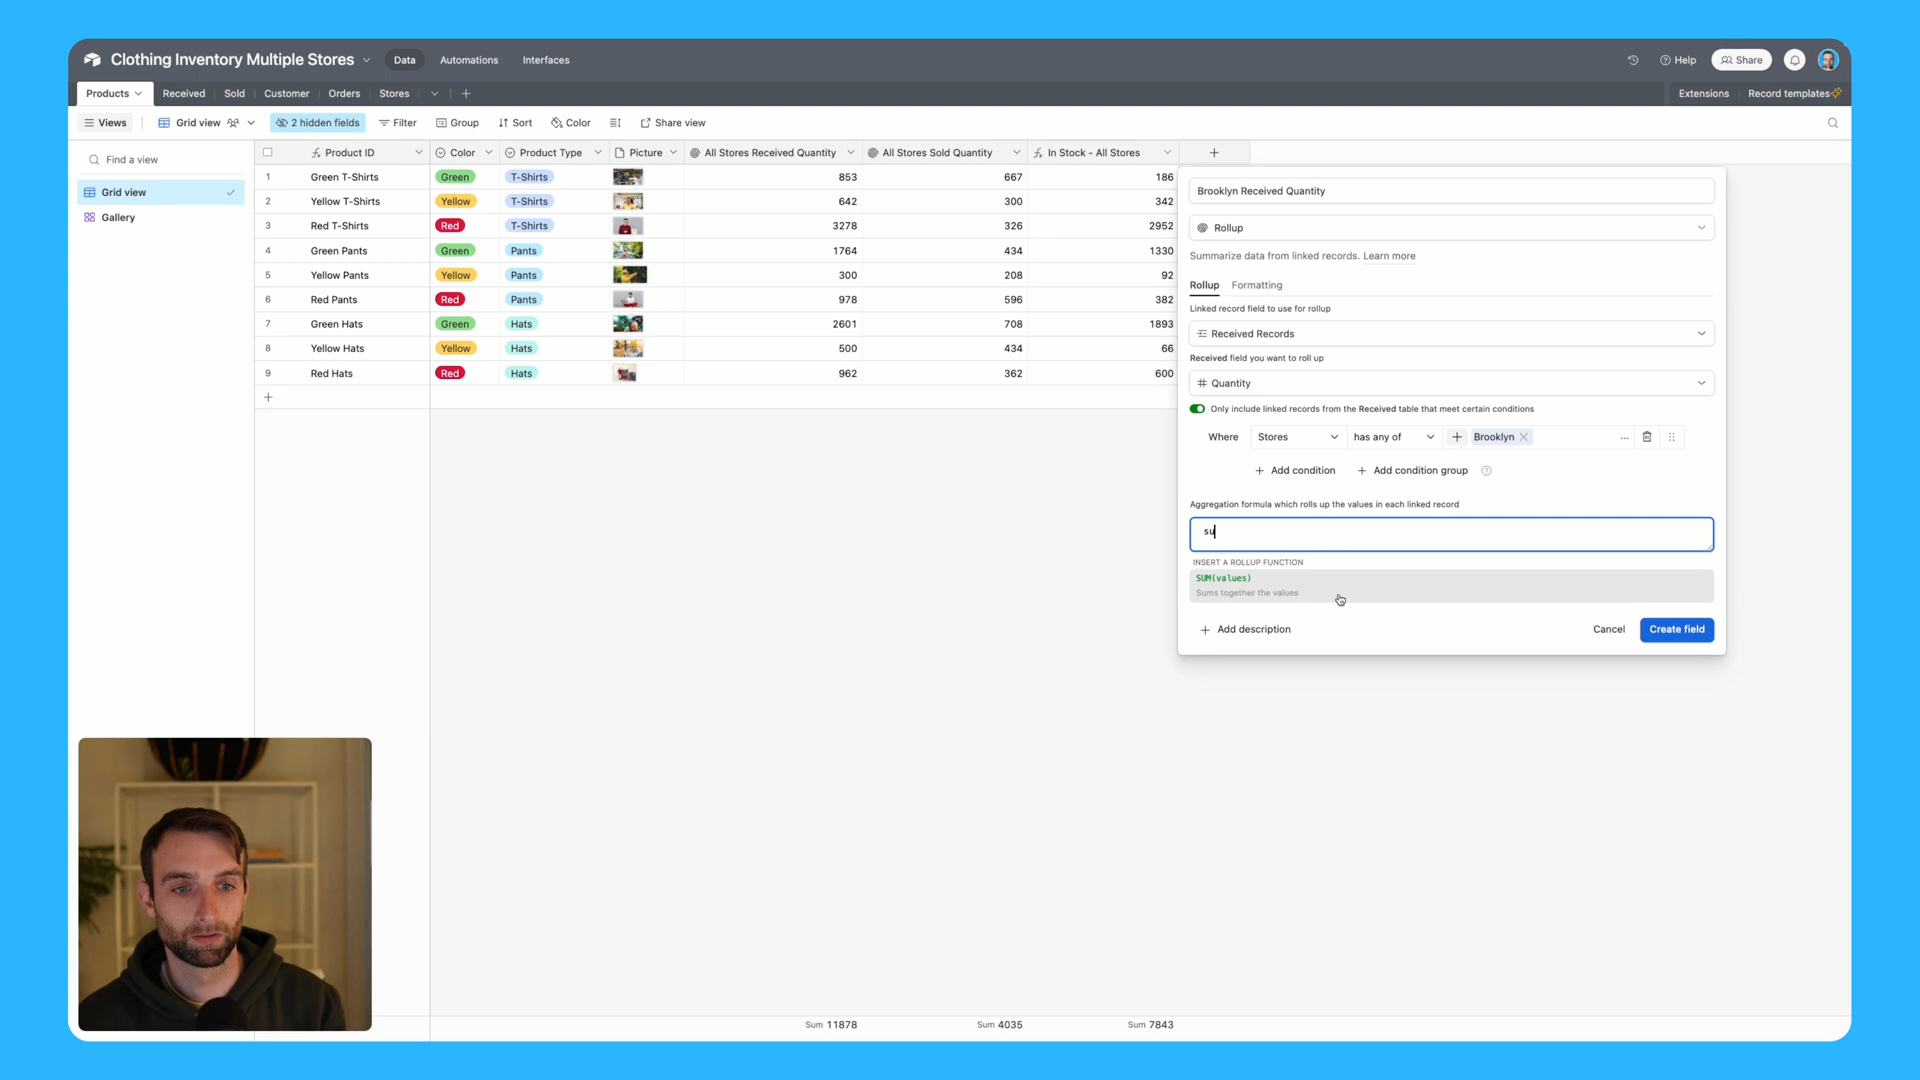 Clothing Inventory Multiple Stores Data Automations Interfaces Help Share
Products Received Sold Customer Orders Stores Extensions Record templates
Views Grid view 2 hidden fields Filter Group Sort Color Share view
Find a view
Grid view
Gallery
Product ID Color Product Type Picture All Stores Received Quantity All Stores Sold Quantity In Stock - All Stores
1 Green T-Shirts Green T-Shirts 853 667 186
2 Yellow T-Shirts Yellow T-Shirts 642 300 342
3 Red T-Shirts Red T-Shirts 3278 326 2952
4 Green Pants Green Pants 1764 434 1330
5 Yellow Pants Yellow Pants 300 208 92
6 Red Pants Red Pants 978 596 382
7 Green Hats Green Hats 2601 708 1893
8 Yellow Hats Yellow Hats 500 434 66
9 Red Hats Red Hats 962 362 600
Sum 11878 Sum 4035 Sum 7843
Brooklyn Received Quantity
Rollup
Summarize data from linked records. Learn more
Rollup Formatting
Linked record field to use for rollup
Received Records
Received field you want to roll up
Quantity
Only include linked records from the Received table that meet certain conditions
Where Stores has any of Brooklyn ...
Add condition Add condition group
Aggregation formula which rolls up the values in each linked record
su
INSERT A ROLLUP FUNCTION
SUM(values)
Sums together the values
Add description Cancel Create field